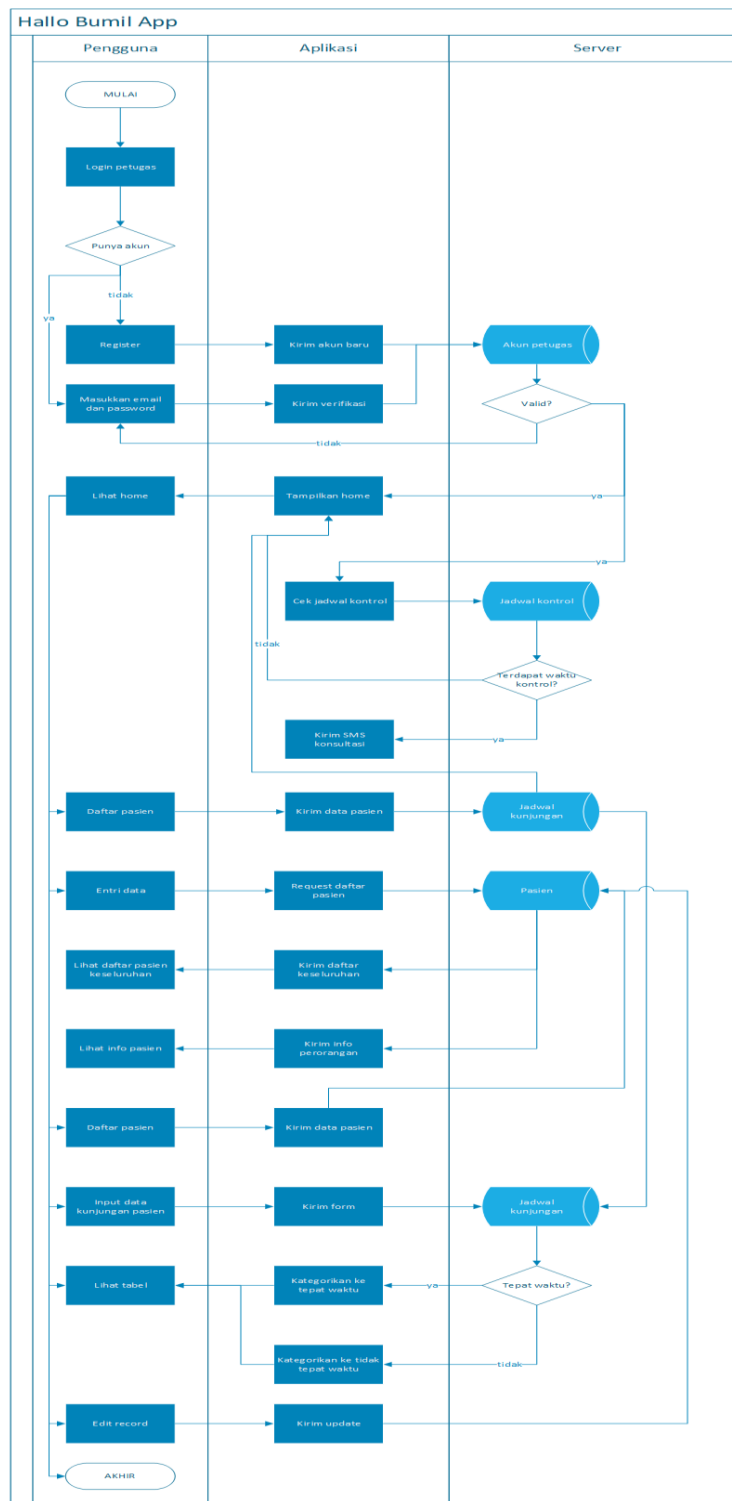 Hallo Bumil App
Pengguna
Aplikasi
Server
MULAI
Login petugas
Punya akun
tidak
ya
Register
Kirim akun baru
Akun petugas
Masukkan email
dan password
Kirim verifikasi
Valid?
tidak
Lihat home
Tampilkan home
ya
ya
Cek jadwal kontrol
Jadwal kontrol
tidak
Terdapat waktu
kontrol?
Kirim SMS
konsultasi
ya
Daftar pasien
Kirim data pasien
Jadwal
kunjungan
Entri data
Request daftar
pasien
Pasien
Lihat daftar pasien
keseluruhan
Kirim daftar
keseluruhan
Lihat info pasien
Kirim info
perorangan
Daftar pasien
Kirim data pasien
Input data
kunjungan pasien
Kirim form
Jadwal
kunjungan
Lihat tabel
Kategorikan ke
tepat waktu
ya
Tepat waktu?
Kategorikan ke tidak
tepat waktu
tidak
Edit record
Kirim update
AKHIR